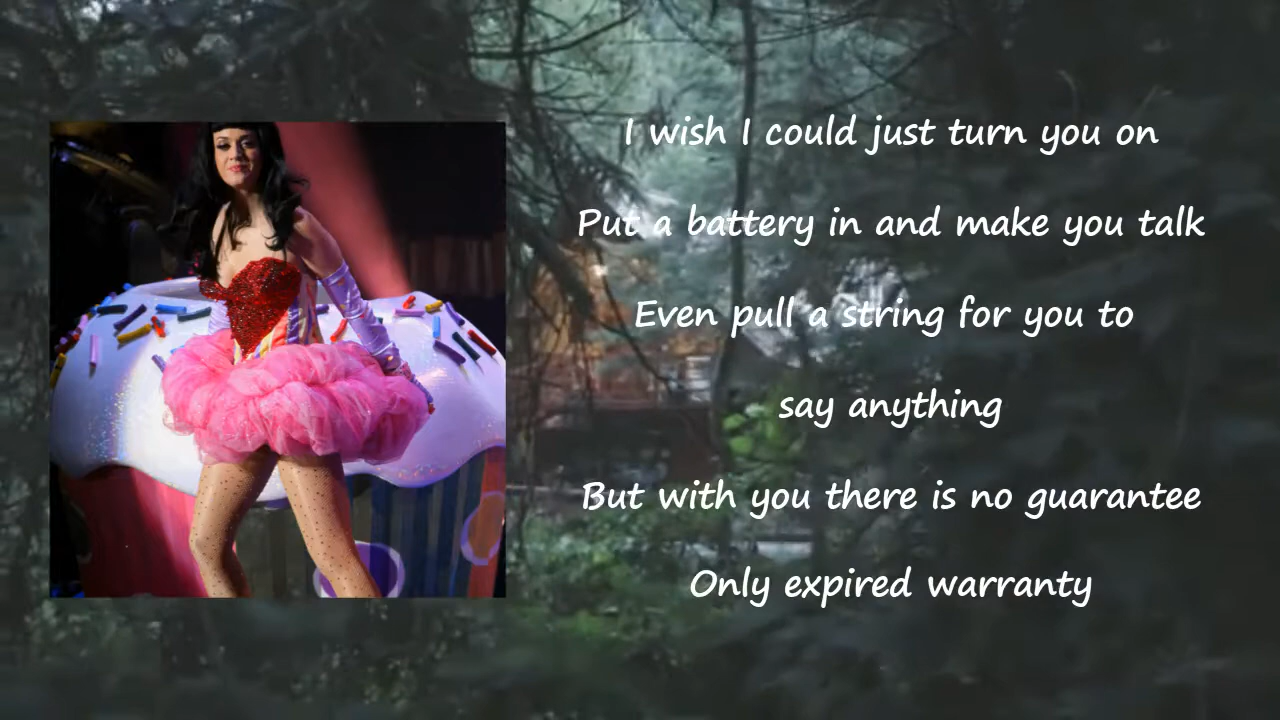 I wish I could just turn you on
Put a battery in and make you talk
Even pull a string for you to
say anything
But with you there is no guarantee
Only expired warranty